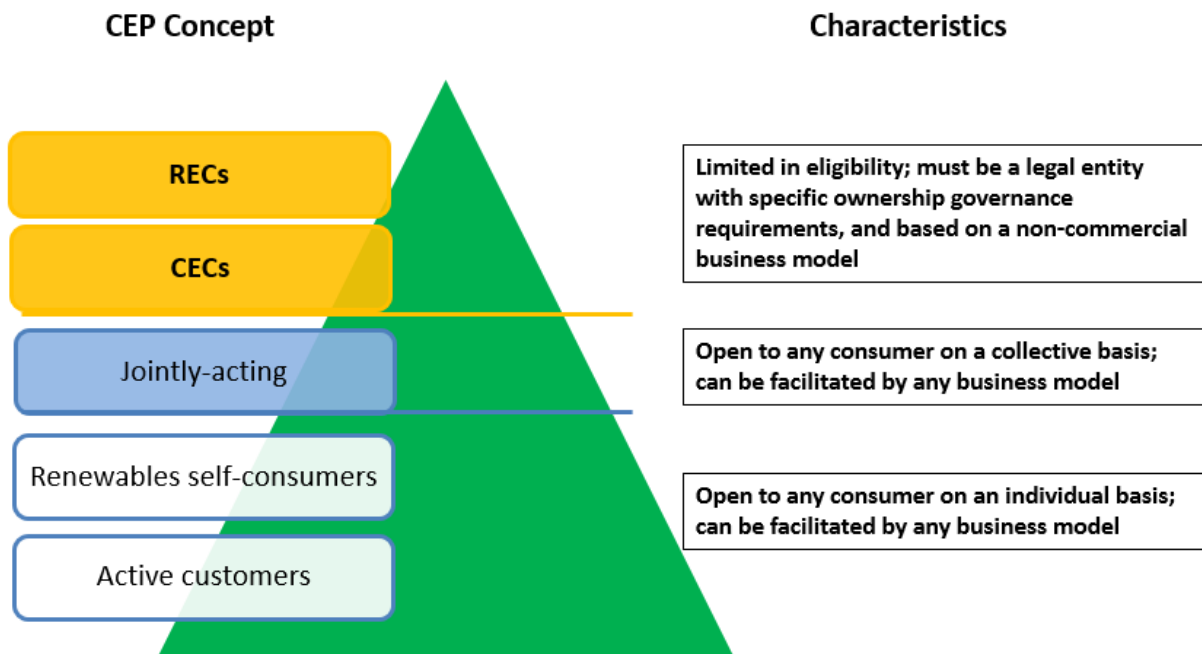 CEP Concept
Characteristics
RECs
CECs
Limited in eligibility; must be a legal entity
with specific ownership governance
requirements, and based on a non-commercial
business model
Jointly-acting
Open to any consumer on a collective basis;
can be facilitated by any business model
Renewables self-consumers
Active customers
Open to any consumer on an individual basis;
can be facilitated by any business model